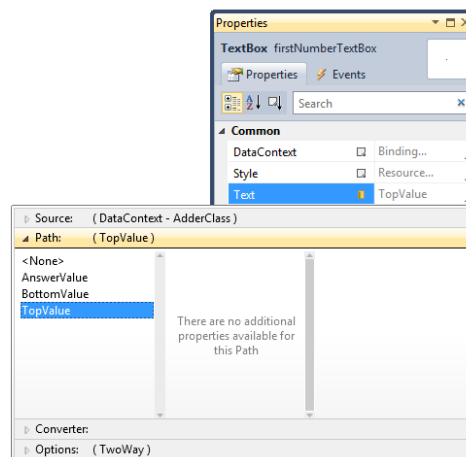 Properties
TextBox firstNumberTextBox
Properties Events
Search
Common
DataContext Binding...
Style Resource...
Text TopValue
Source: ( DataContext - AdderClass )
Path: ( TopValue )
<None>
AnswerValue
BottomValue
TopValue
There are no additional
properties available for
this Path
Converter:
Options: ( TwoWay )